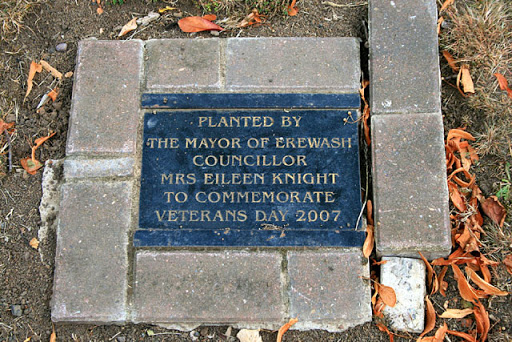 PLANTED BY
THE MAYOR OF EREWASH
COUNCILLOR
MRS EILEEN KNIGHT
TO COMMEMORATE
VETERANS DAY 2007